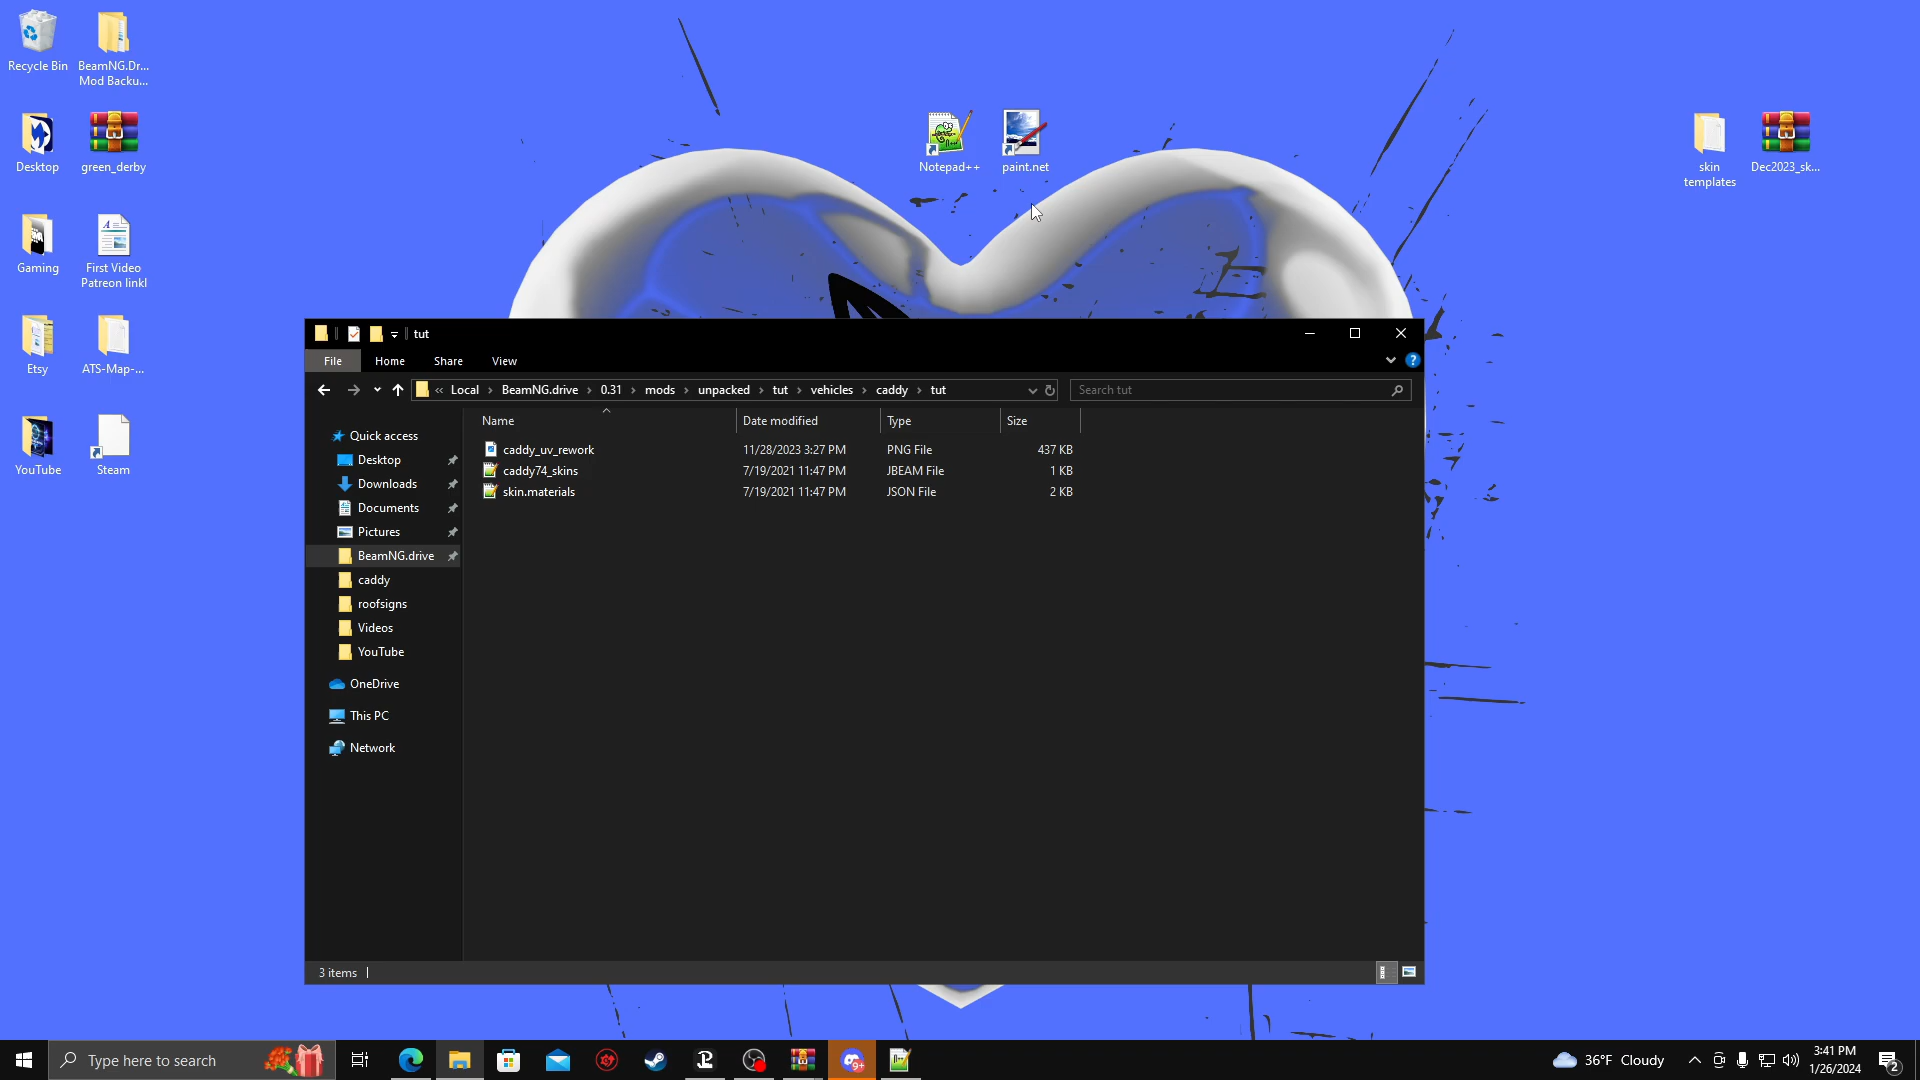 Recycle Bin
BeamNG.Dr...
Mod Backu...
Desktop
green_derby
Notepad++
paint.net
skin
templates
Dec2023_sk...
Gaming
First Video
Patreon linkl
Etsy
ATS-Map-...
YouTube
Steam
tut
File
Home
Share
View
« Local › BeamNG.drive › 0.31 › mods › unpacked › tut › vehicles › caddy › tut
Search tut
Name
Date modified
Type
Size
caddy_uv_rework 11/28/2023 3:27 PM PNG File 437 KB
caddy74_skins 7/19/2021 11:47 PM JBEAM File 1 KB
skin.materials 7/19/2021 11:47 PM JSON File 2 KB
Quick access
Desktop
Downloads
Documents
Pictures
BeamNG.drive
caddy
roofsigns
Videos
YouTube
OneDrive
This PC
Network
3 items
Type here to search
9+
36°F Cloudy
3:41 PM
1/26/2024
2